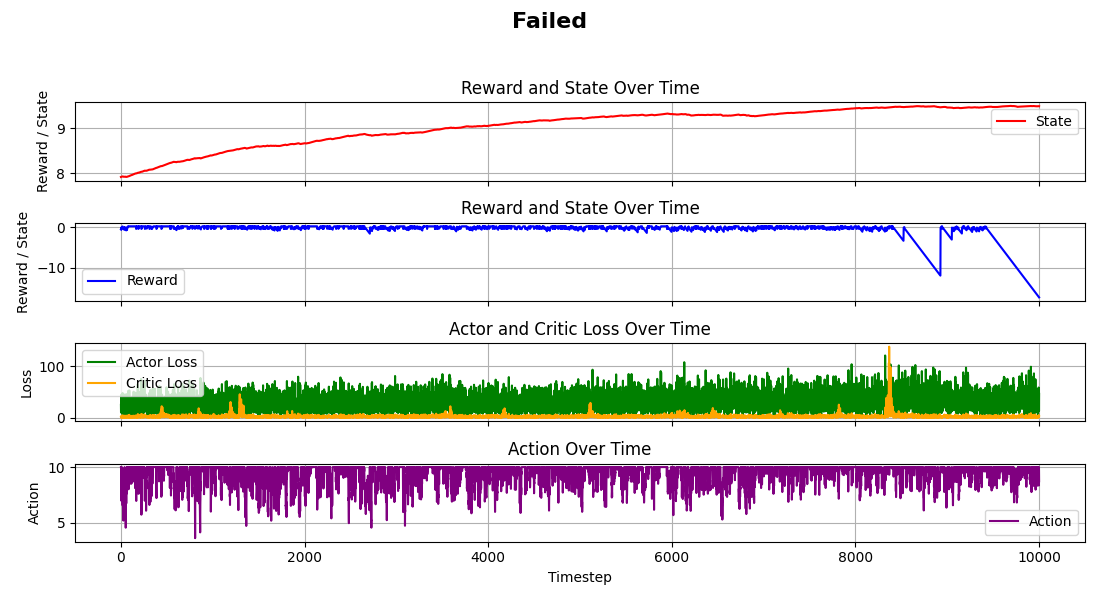 Failed
Reward and State Over Time
Reward / State
9
8
State
Reward and State Over Time
Reward / State
0
−10
Reward
Actor and Critic Loss Over Time
Loss
100
0
Actor Loss
Critic Loss
Action Over Time
Action
10
5
Action
0 2000 4000 6000 8000 10000
Timestep